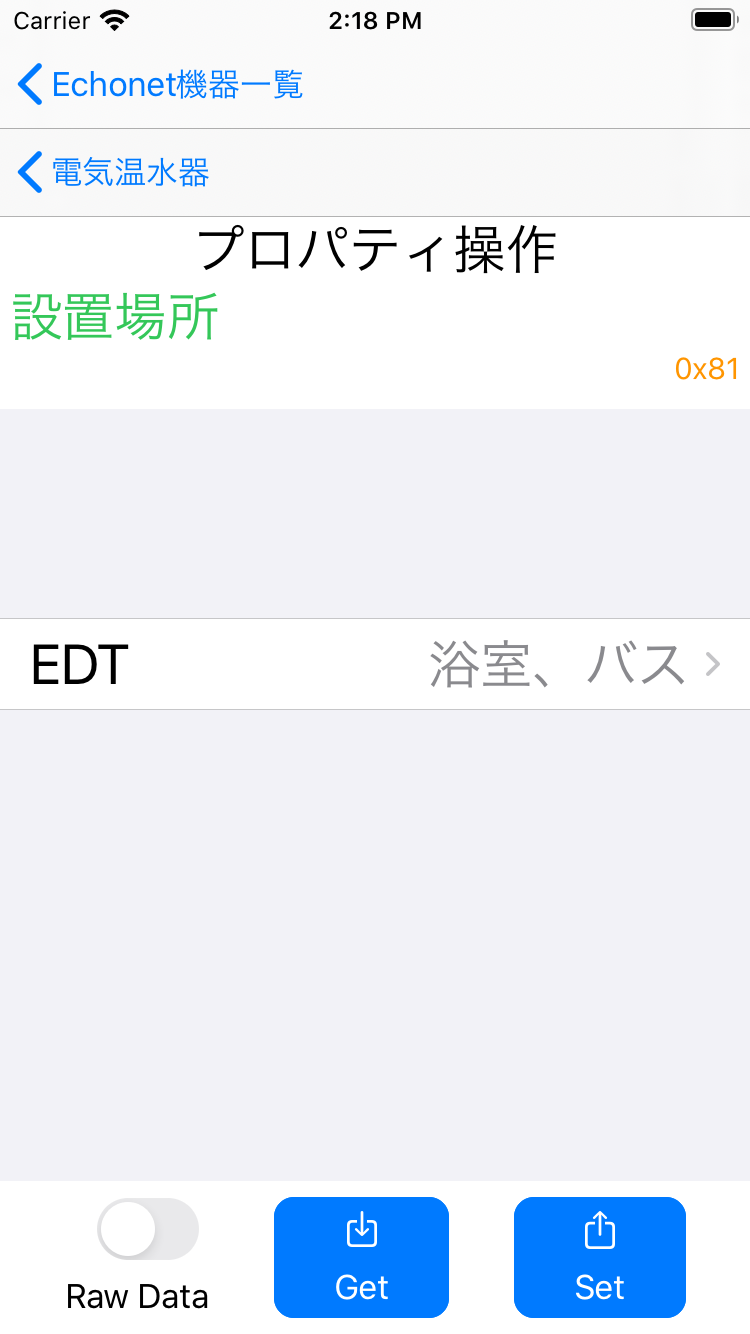 Carrier 2:18 PM
Echonet機器一覧
電気温水器
プロパティ操作
設置場所
0x81
EDT 浴室、バス
Raw Data Get Set